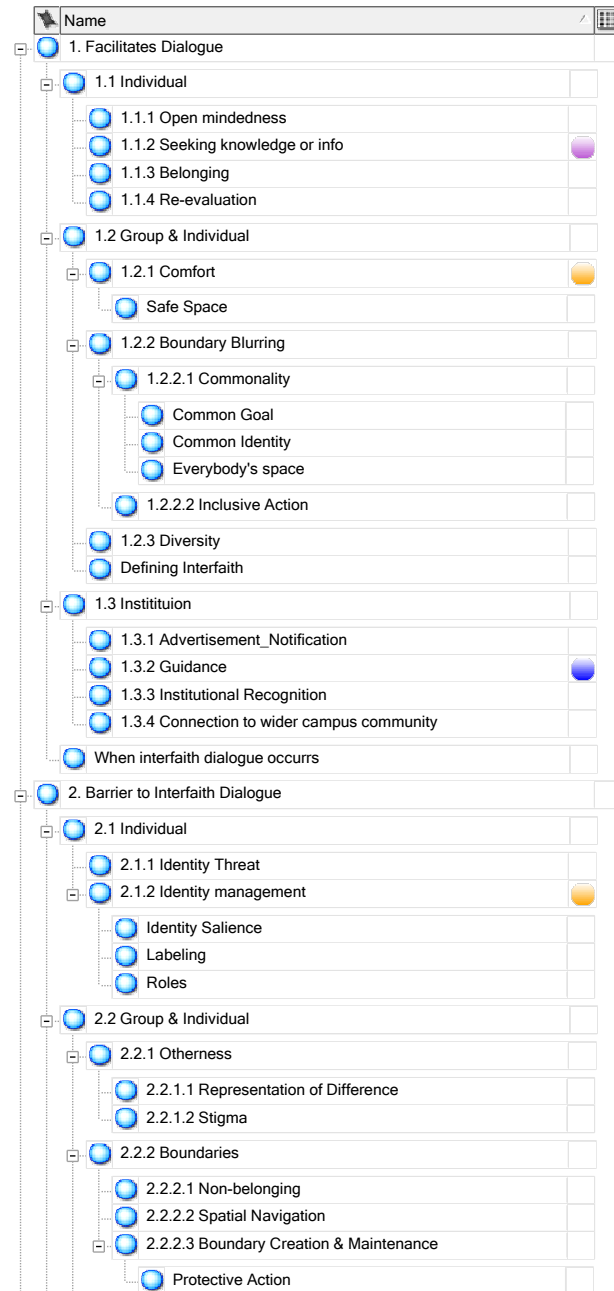 Name
1. Facilitates Dialogue
1.1 Individual
1.1.1 Open mindedness
1.1.2 Seeking knowledge or info
1.1.3 Belonging
1.1.4 Re-evaluation
1.2 Group & Individual
1.2.1 Comfort
Safe Space
1.2.2 Boundary Blurring
1.2.2.1 Commonality
Common Goal
Common Identity
Everybody's space
1.2.2.2 Inclusive Action
1.2.3 Diversity
Defining Interfaith
1.3 Institituion
1.3.1 Advertisement_Notification
1.3.2 Guidance
1.3.3 Institutional Recognition
1.3.4 Connection to wider campus community
When interfaith dialogue occurrs
2. Barrier to Interfaith Dialogue
2.1 Individual
2.1.1 Identity Threat
2.1.2 Identity management
Identity Salience
Labeling
Roles
2.2 Group & Individual
2.2.1 Otherness
2.2.1.1 Representation of Difference
2.2.1.2 Stigma
2.2.2 Boundaries
2.2.2.1 Non-belonging
2.2.2.2 Spatial Navigation
2.2.2.3 Boundary Creation & Maintenance
Protective Action